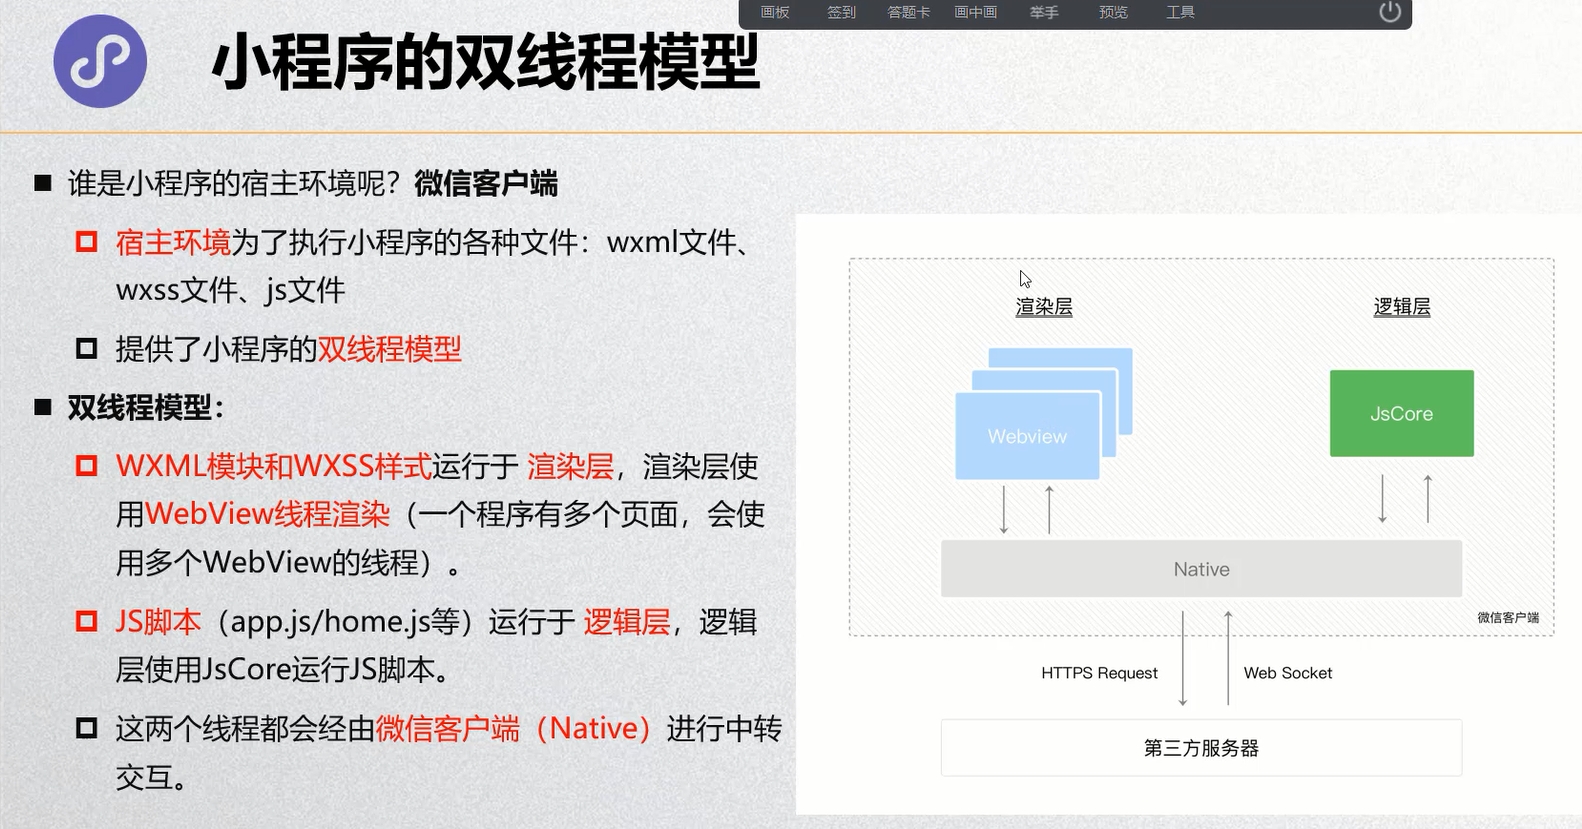 画板 签到 答题卡 画中画 举手 预览 工具
小程序的双线程模型
谁是小程序的宿主环境呢？微信客户端
宿主环境为了执行小程序的各种文件：wxml文件、
wxss文件、js文件
提供了小程序的双线程模型
双线程模型：
WXML模块和WXSS样式运行于 渲染层，渲染层使
用WebView线程渲染（一个程序有多个页面，会使
用多个WebView的线程）。
JS脚本（app.js/home.js等）运行于 逻辑层，逻辑
层使用JsCore运行JS脚本。
这两个线程都会经由微信客户端（Native）进行中转
交互。
渲染层 逻辑层
Webview JsCore
Native
微信客户端
HTTPS Request Web Socket
第三方服务器